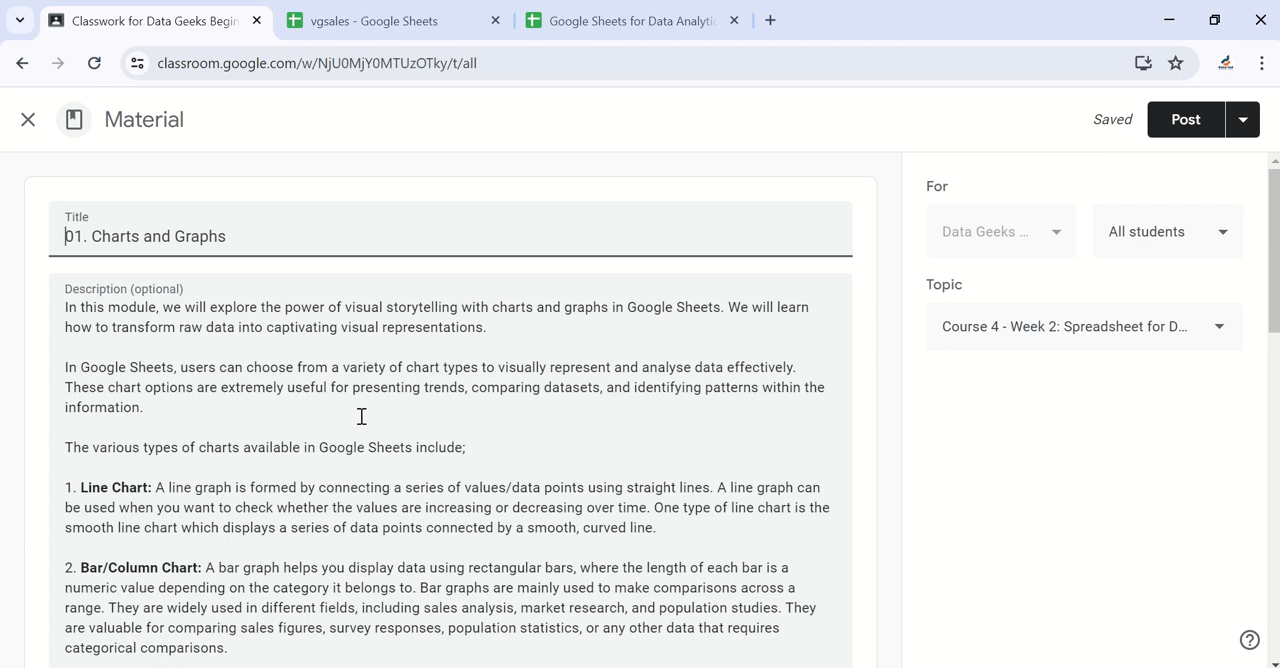 Classwork for Data Geeks Begin
vgsales - Google Sheets
Google Sheets for Data Analytic
classroom.google.com/w/NjU0MjY0MTUzOTky/t/all
Material
Saved
Post
Title
01. Charts and Graphs
Description (optional)
In this module, we will explore the power of visual storytelling with charts and graphs in Google Sheets. We will learn
how to transform raw data into captivating visual representations.
In Google Sheets, users can choose from a variety of chart types to visually represent and analyse data effectively.
These chart options are extremely useful for presenting trends, comparing datasets, and identifying patterns within the
information.
The various types of charts available in Google Sheets include;
1. Line Chart: A line graph is formed by connecting a series of values/data points using straight lines. A line graph can
be used when you want to check whether the values are increasing or decreasing over time. One type of line chart is the
smooth line chart which displays a series of data points connected by a smooth, curved line.
2. Bar/Column Chart: A bar graph helps you display data using rectangular bars, where the length of each bar is a
numeric value depending on the category it belongs to. Bar graphs are mainly used to make comparisons across a
range. They are widely used in different fields, including sales analysis, market research, and population studies. They
are valuable for comparing sales figures, survey responses, population statistics, or any other data that requires
categorical comparisons.
For
Data Geeks ...
All students
Topic
Course 4 - Week 2: Spreadsheet for D...